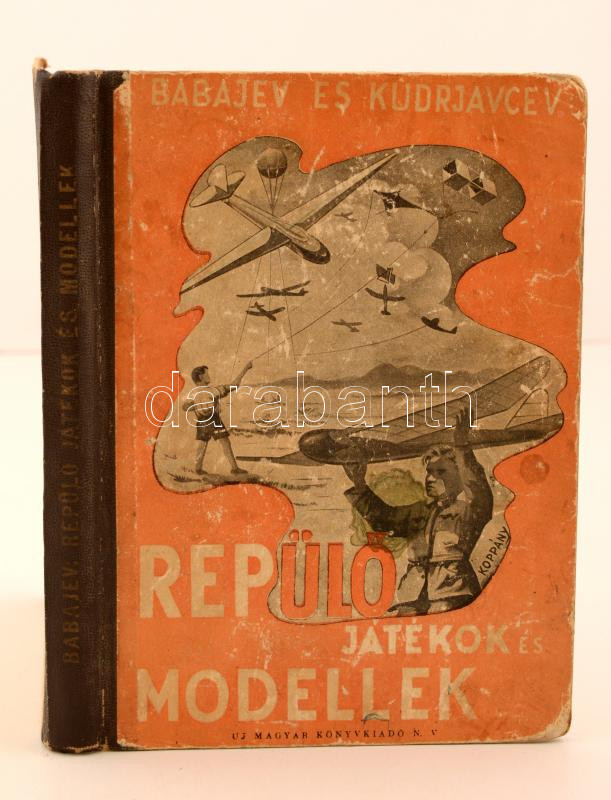 BABAJEV ÉS KUDRJAVCEV
KOPPÁNY
REPÜLŐ
JÁTÉKOK ÉS
MODELLEK
UJ MAGYAR KÖNYVKIADÓ N. V
BABAJEV: REPÜLŐ JÁTÉKOK ÉS MODELLEK
darabanth